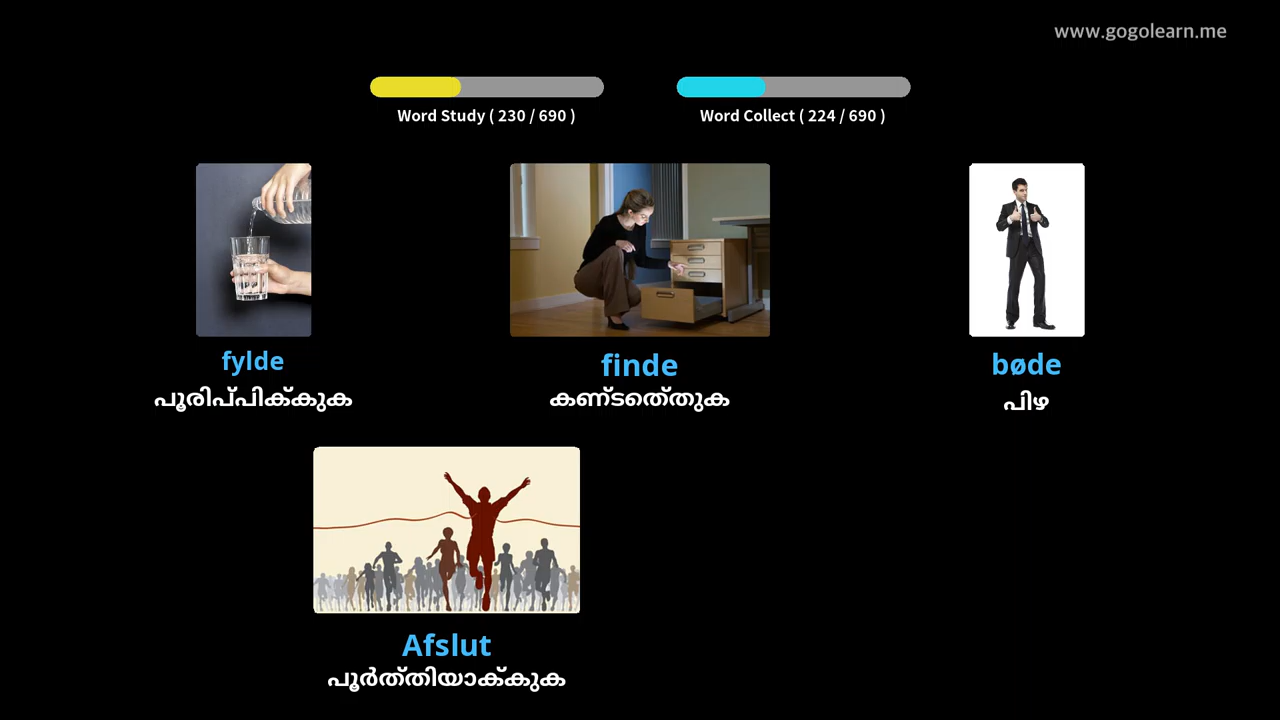 www.gogolearn.me
Word Study ( 230 / 690 )
Word Collect ( 224 / 690 )
fylde
പൂരിപ്പിക്കുക
finde
കണ്ടെത്തുക
bøde
പിഴ
Afslut
പൂർത്തിയാക്കുക